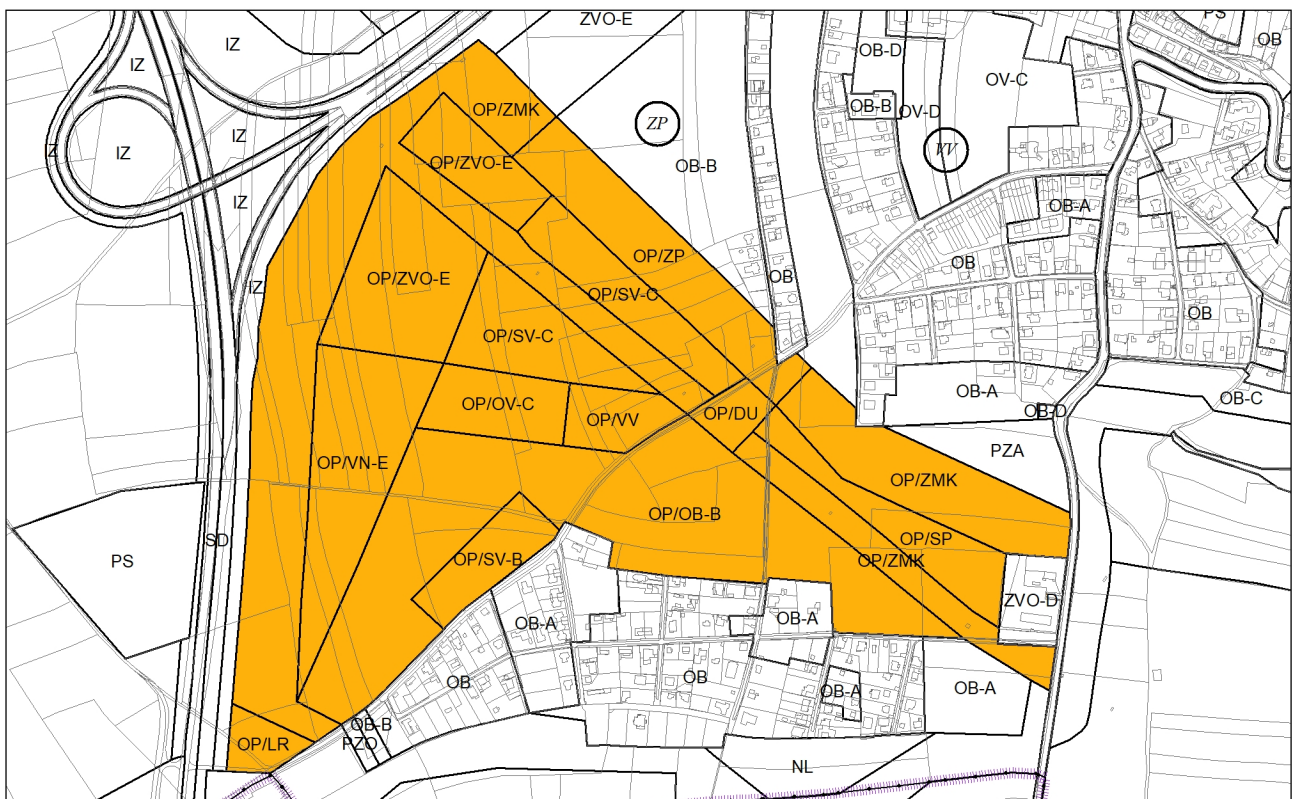 ZVO-E
PS
OB
IZ
OB-D
IZ
OV-C
OP/ZMK
OB-B
OV-D
ZP
IZ
IZ
IZ
VV
OP/ZVO-E
OB-B
IZ
OB-A
OP/ZP
OB
OP/ZVO-E
OB
IZ
OP/SV-C
OB
OP/SV-C
OB-A
OB-C
OP/OV-C
OP/DU
OB-D
OP/VV
PZA
OP/VN-E
OP/ZMK
OP/OB-B
SD
OP/SP
PS
OP/SV-B
OP/ZMK
ZVO-D
OB-A
OB-A
OB
OB
OB-A
OB-A
OB-B
OP/LR
PZO
NL